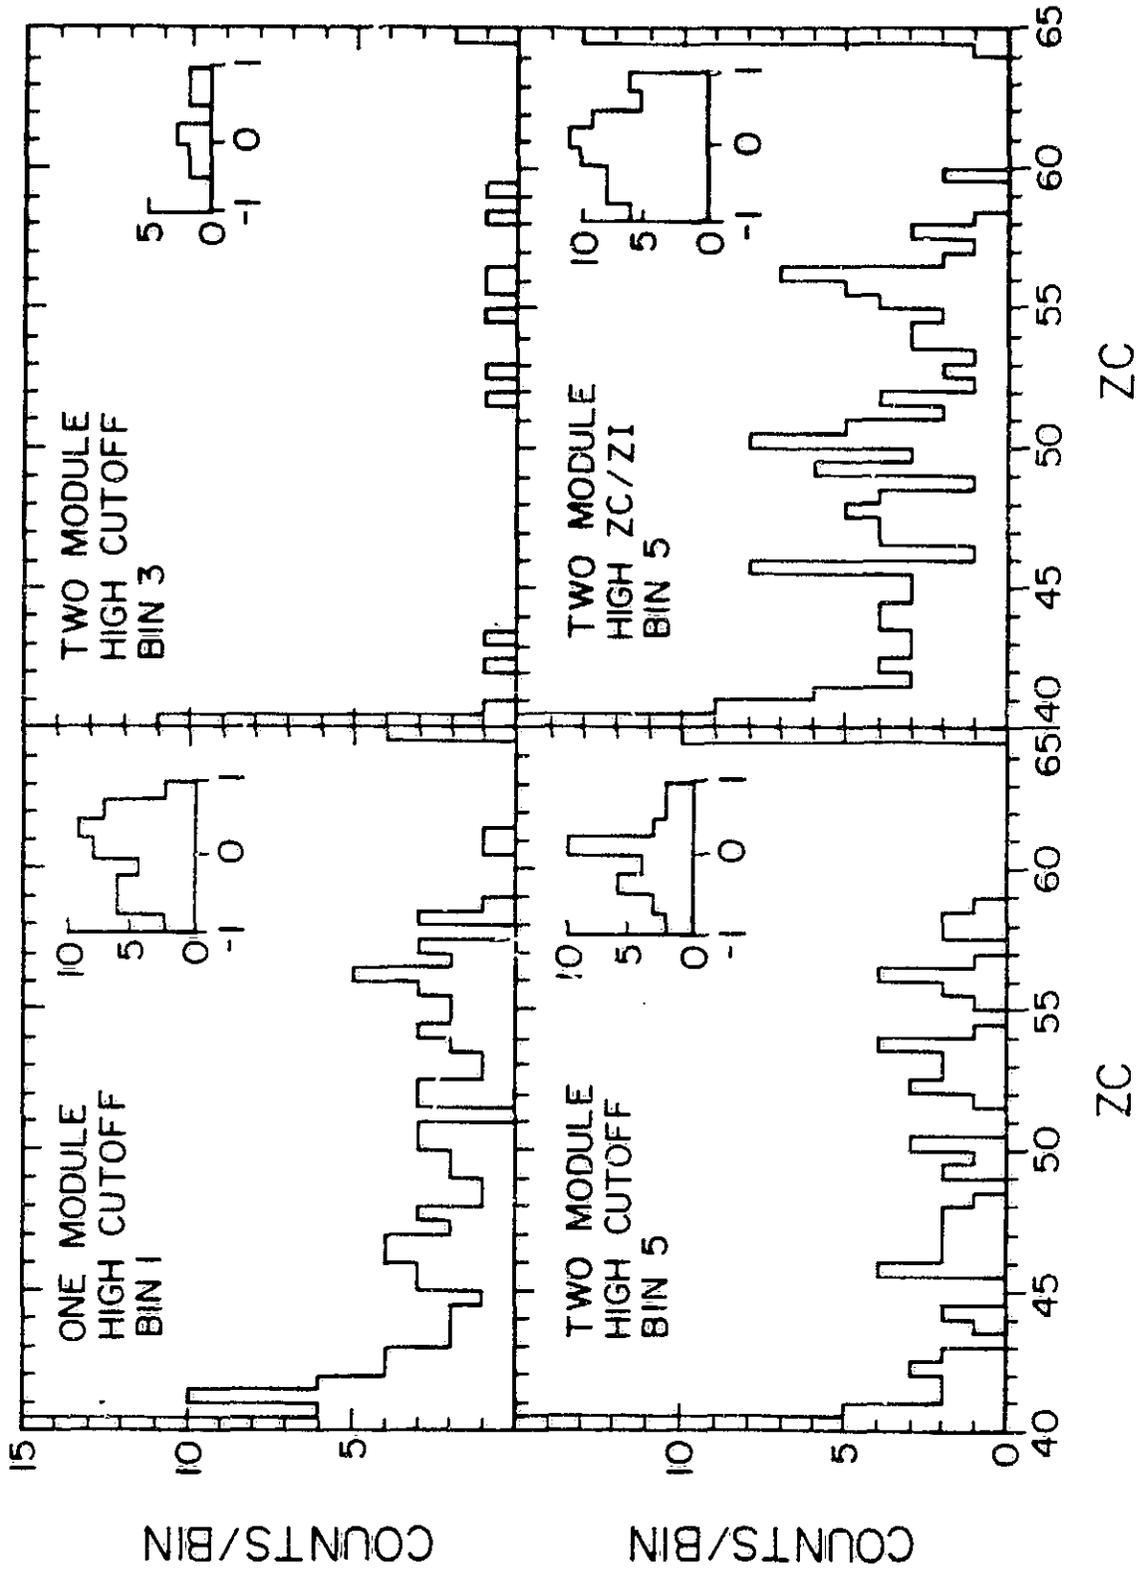 COUNTS/BIN
15
10
5
ONE MODULE
HIGH CUTOFF
BIN 1
10
5
0
-1 0 1
TWO MODULE
HIGH CUTOFF
BIN 3
5
0
-1 0 1
COUNTS/BIN
10
5
0
TWO MODULE
HIGH CUTOFF
BIN 5
10
5
0
-1 0 1
TWO MODULE
HIGH ZC/ZI
BIN 5
10
5
0
-1 0 1
40 45 50 55 60 65
40 45 50 55 60 65
ZC
ZC